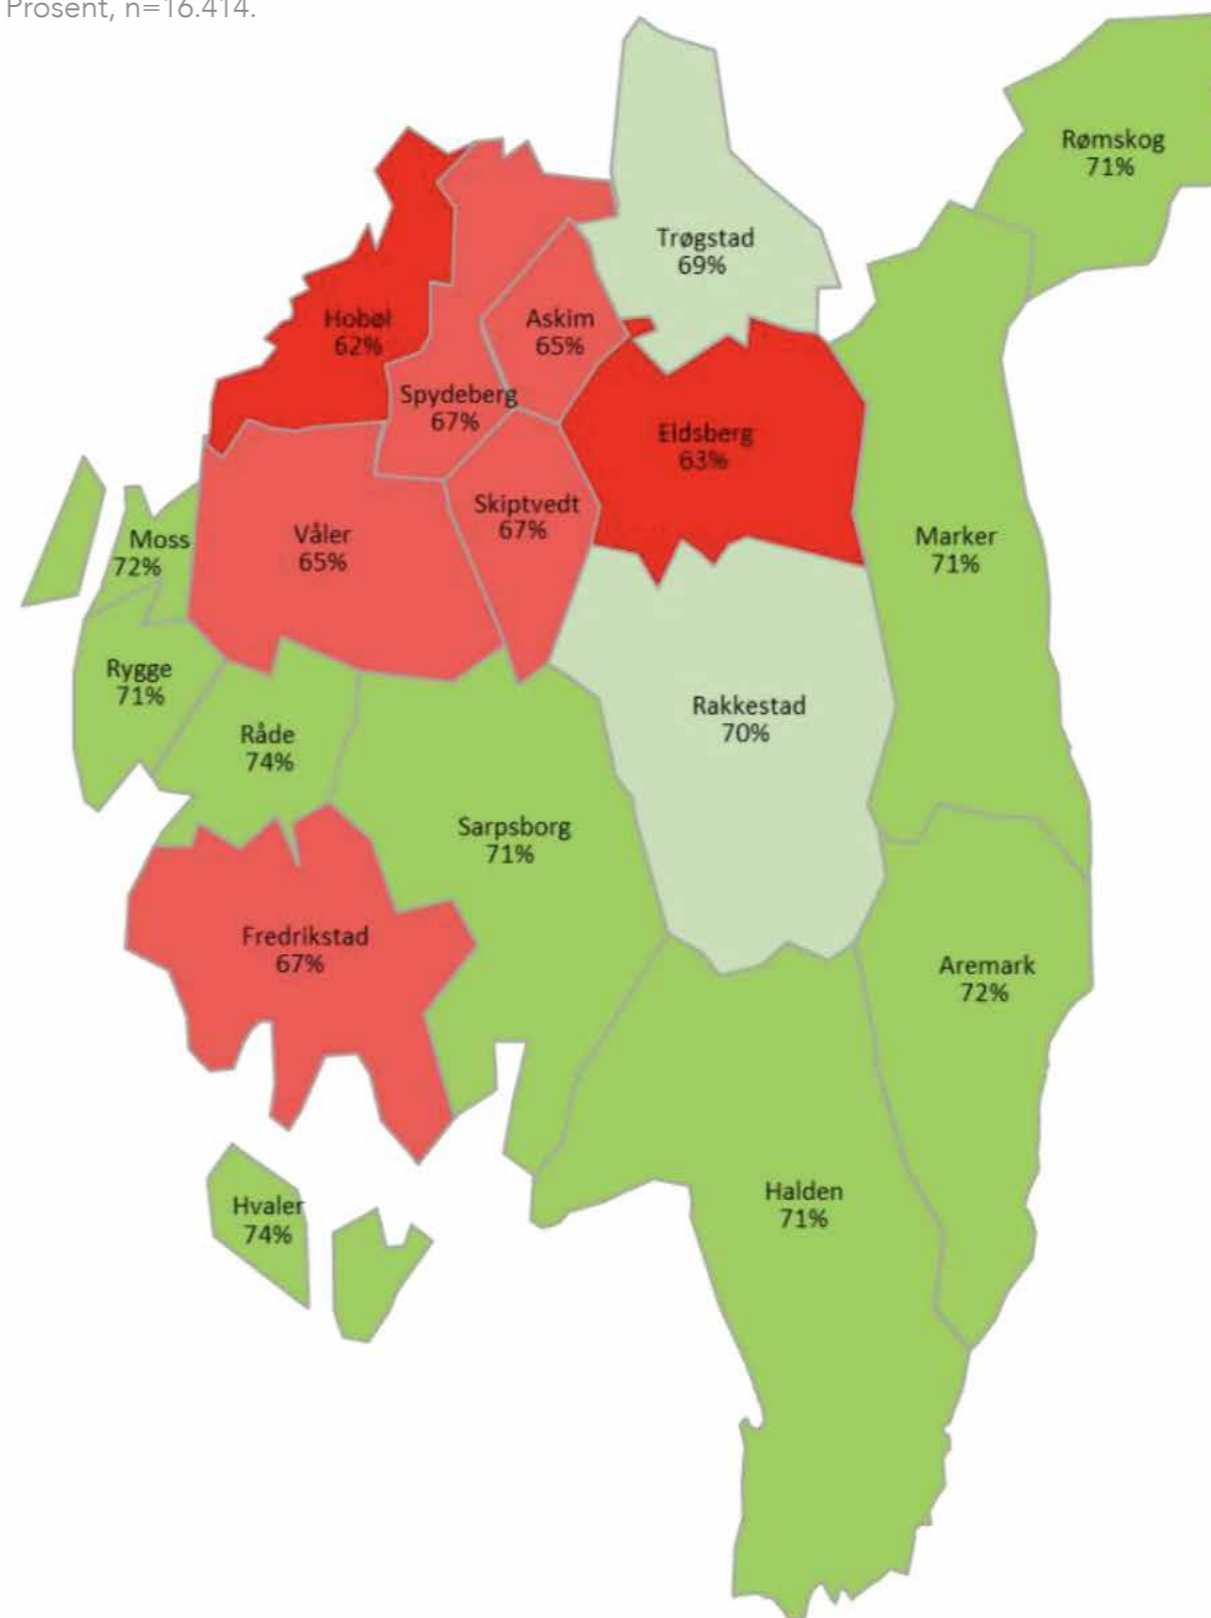 Prosent, n=16.414.
Rømskog
71%
Trøgstad
69%
Hobøl
62%
Askim
65%
Spydeberg
67%
Eidsberg
63%
Skiptvedt
67%
Våler
65%
Moss
72%
Marker
71%
Rygge
71%
Råde
74%
Rakkestad
70%
Sarpsborg
71%
Fredrikstad
67%
Aremark
72%
Halden
71%
Hvaler
74%